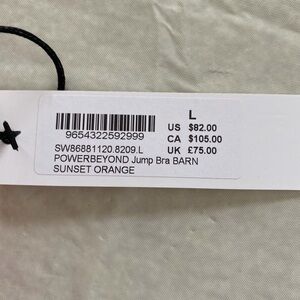 L
US $82.00
CA $105.00
UK £75.00
9654322592999
SW86881120.8209.L
POWERBEYOND Jump Bra BARN
SUNSET ORANGE